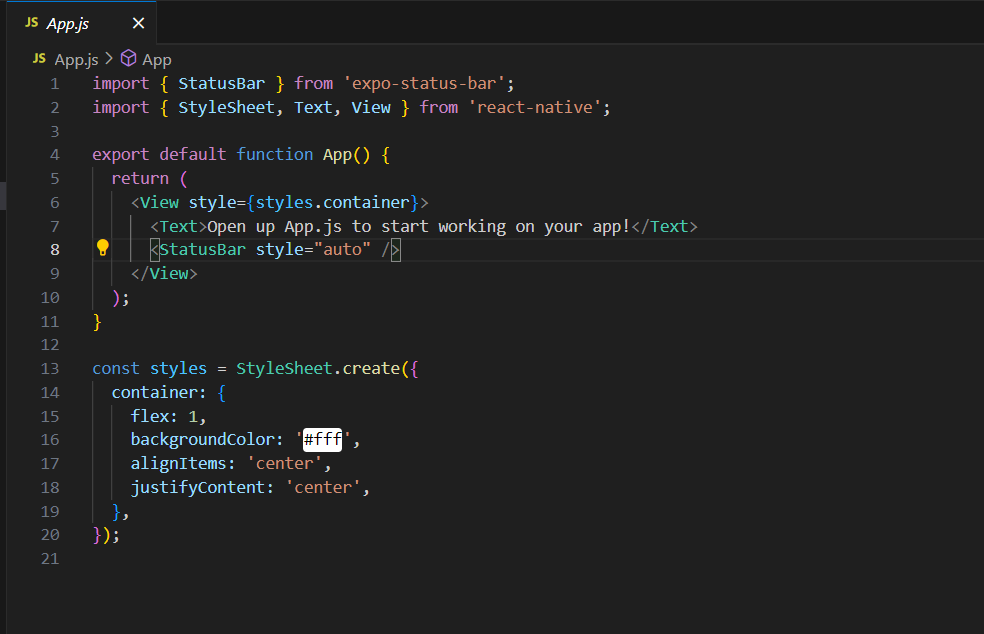 JS App.js ×
JS App.js > App
1 import { StatusBar } from 'expo-status-bar';
2 import { StyleSheet, Text, View } from 'react-native';
3
4 export default function App() {
5   return (
6     <View style={styles.container}>
7       <Text>Open up App.js to start working on your app!</Text>
8       <StatusBar style="auto" />
9     </View>
10   );
11 }
12
13 const styles = StyleSheet.create({
14   container: {
15     flex: 1,
16     backgroundColor: '#fff',
17     alignItems: 'center',
18     justifyContent: 'center',
19   },
20 });
21